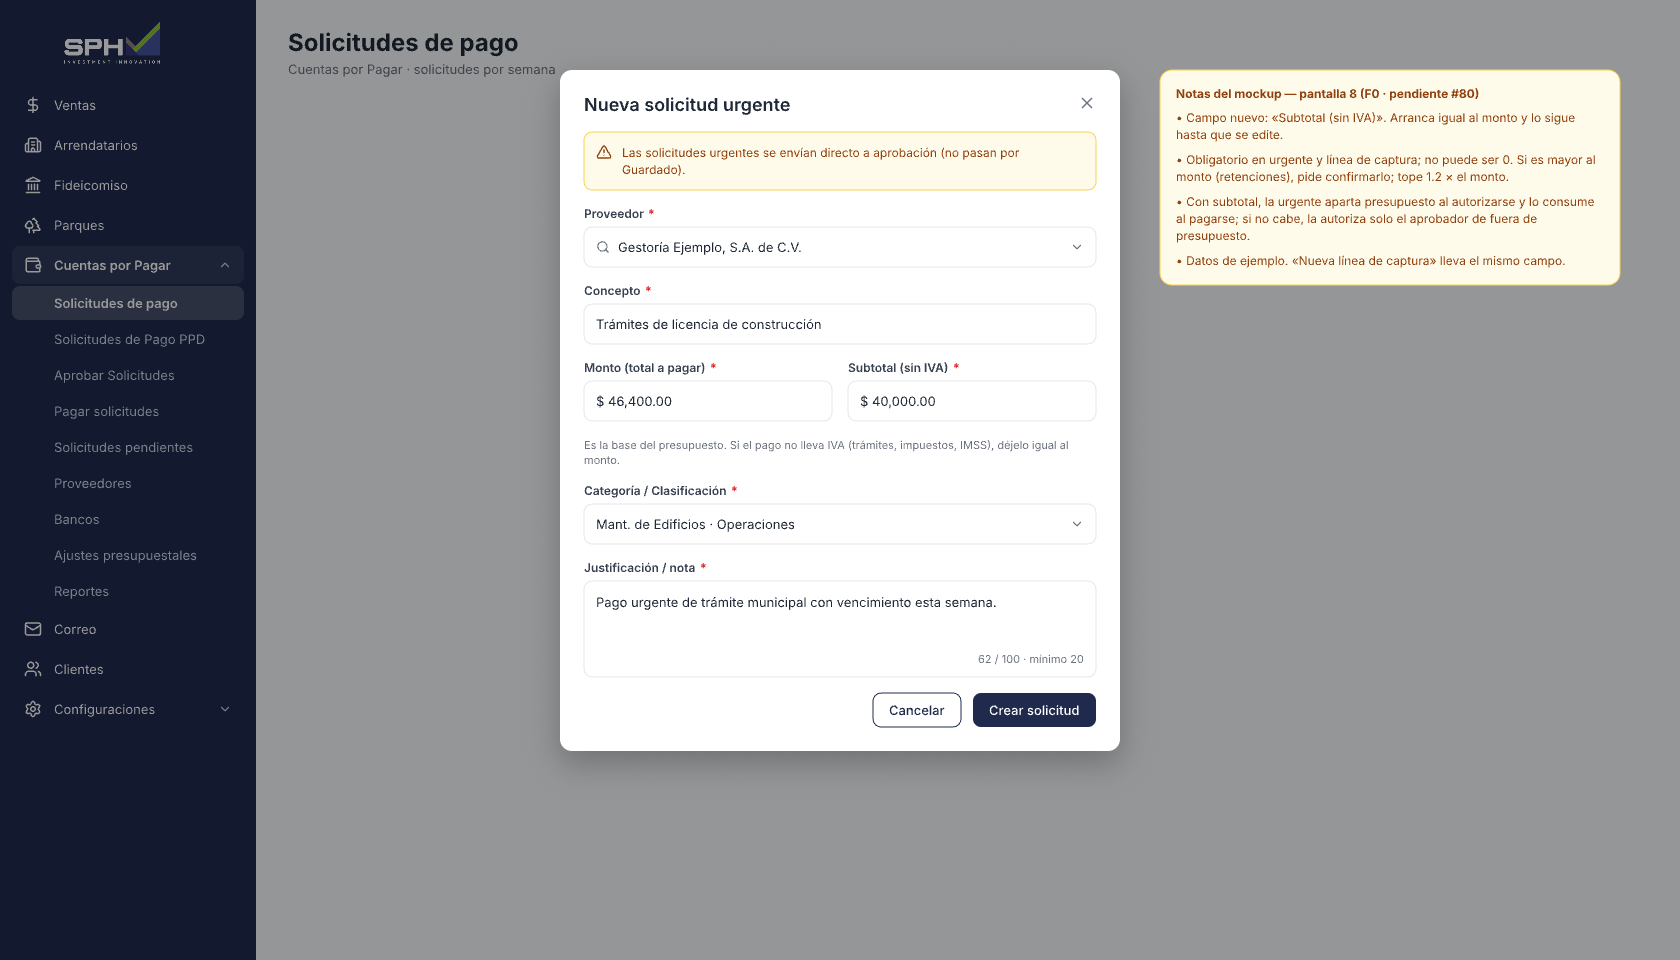 SPH
INVESTMENT INNOVATION
Ventas
Arrendatarios
Fideicomiso
Parques
Cuentas por Pagar
Solicitudes de pago
Solicitudes de Pago PPD
Aprobar Solicitudes
Pagar solicitudes
Solicitudes pendientes
Proveedores
Bancos
Ajustes presupuestales
Reportes
Correo
Clientes
Configuraciones
Solicitudes de pago
Cuentas por Pagar · solicitudes por semana
Nueva solicitud urgente
Las solicitudes urgentes se envían directo a aprobación (no pasan por
Guardado).
Proveedor *
Gestoría Ejemplo, S.A. de C.V.
Concepto *
Trámites de licencia de construcción
Monto (total a pagar) *
$ 46,400.00
Subtotal (sin IVA) *
$ 40,000.00
Es la base del presupuesto. Si el pago no lleva IVA (trámites, impuestos, IMSS), déjelo igual al
monto.
Categoría / Clasificación *
Mant. de Edificios · Operaciones
Justificación / nota *
Pago urgente de trámite municipal con vencimiento esta semana.
62 / 100 · mínimo 20
Cancelar
Crear solicitud
Notas del mockup — pantalla 8 (F0 · pendiente #80)
• Campo nuevo: «Subtotal (sin IVA)». Arranca igual al monto y lo sigue
hasta que se edite.
• Obligatorio en urgente y línea de captura; no puede ser 0. Si es mayor al
monto (retenciones), pide confirmarlo; tope 1.2 × el monto.
• Con subtotal, la urgente aparta presupuesto al autorizarse y lo consume
al pagarse; si no cabe, la autoriza solo el aprobador de fuera de
presupuesto.
• Datos de ejemplo. «Nueva línea de captura» lleva el mismo campo.